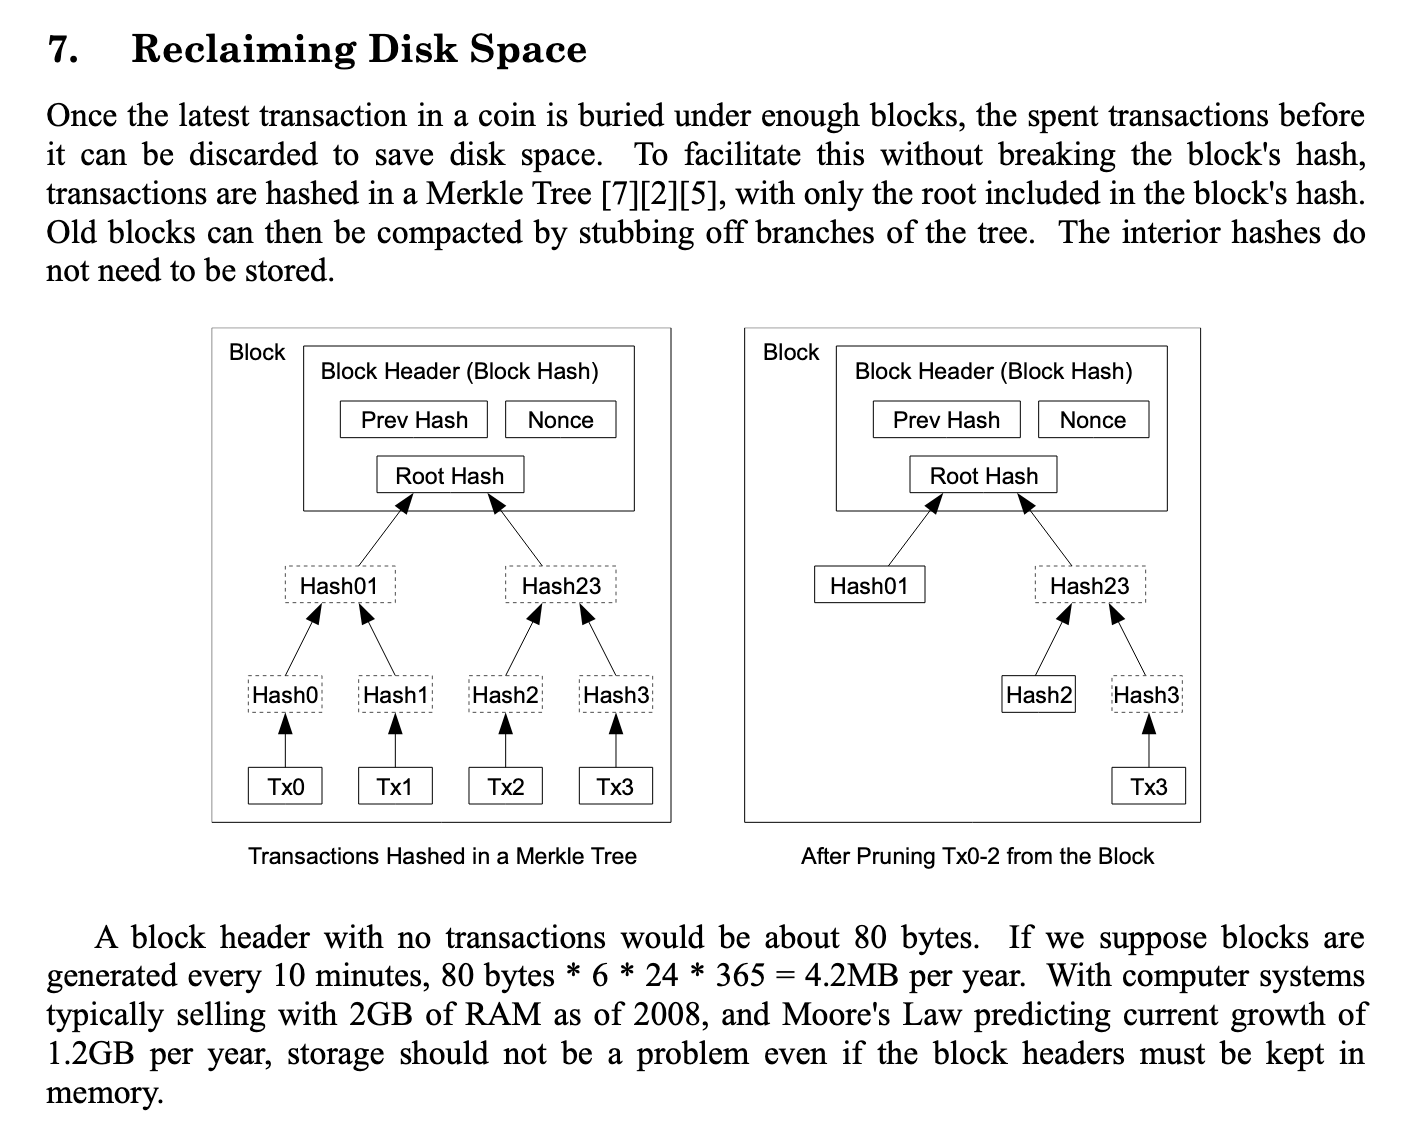 7. Reclaiming Disk Space
Once the latest transaction in a coin is buried under enough blocks, the spent transactions before
it can be discarded to save disk space. To facilitate this without breaking the block's hash,
transactions are hashed in a Merkle Tree [7][2][5], with only the root included in the block's hash.
Old blocks can then be compacted by stubbing off branches of the tree. The interior hashes do
not need to be stored.
Block
Block Header (Block Hash)
Prev Hash
Nonce
Root Hash
Hash01
Hash23
Hash0
Hash1
Hash2
Hash3
Tx0
Tx1
Tx2
Tx3
Transactions Hashed in a Merkle Tree
Block
Block Header (Block Hash)
Prev Hash
Nonce
Root Hash
Hash01
Hash23
Hash2
Hash3
Tx3
After Pruning Tx0-2 from the Block
A block header with no transactions would be about 80 bytes. If we suppose blocks are
generated every 10 minutes, 80 bytes * 6 * 24 * 365 = 4.2MB per year. With computer systems
typically selling with 2GB of RAM as of 2008, and Moore's Law predicting current growth of
1.2GB per year, storage should not be a problem even if the block headers must be kept in
memory.